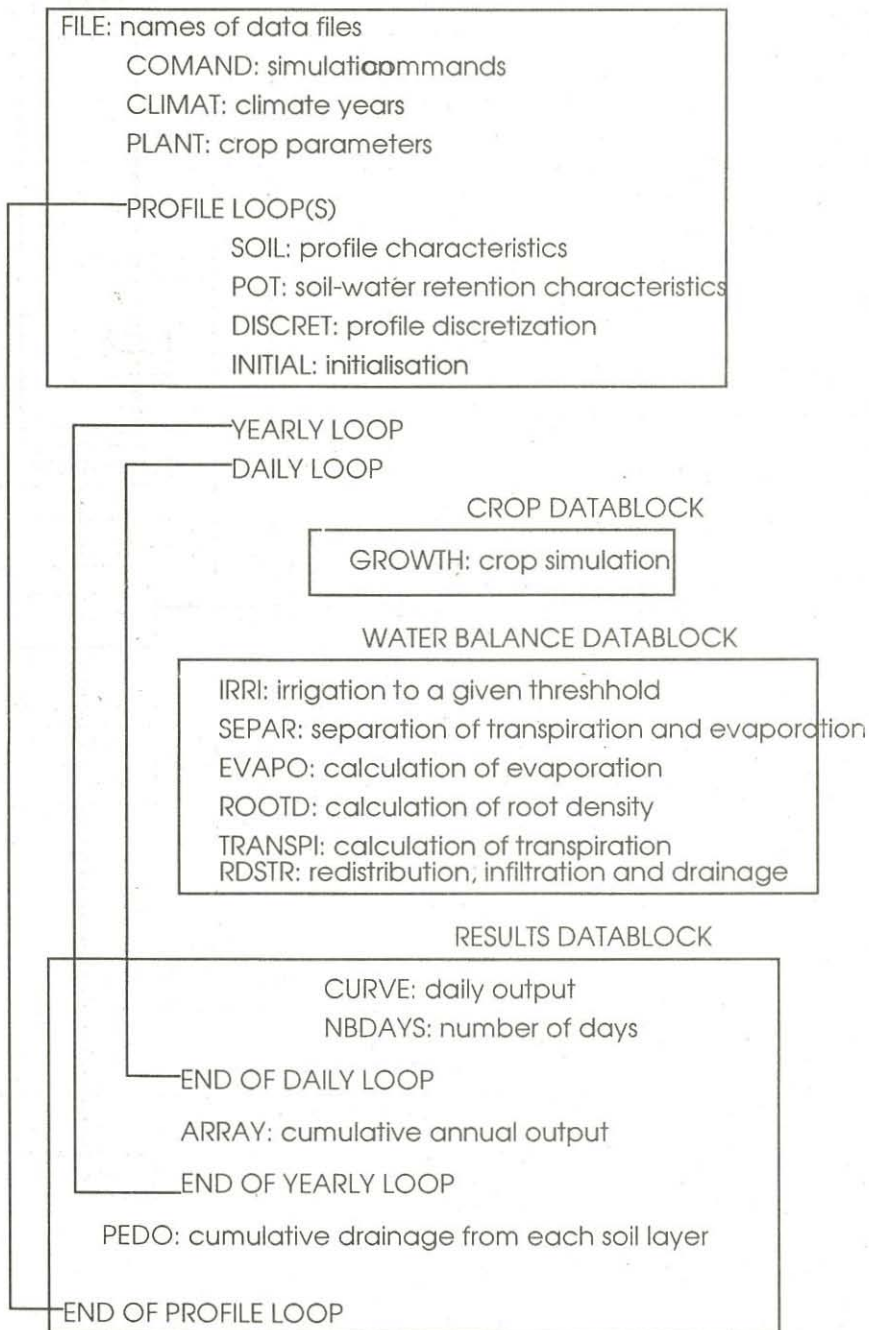 FILE: names of data files
COMAND: simulationommands
CLIMAT: climate years
PLANT: crop parameters
PROFILE LOOP(S)
SOIL: profile characteristics
POT: soil-water retention characteristics
DISCRET: profile discretization
INITIAL: initialisation
YEARLY LOOP
DAILY LOOP
CROP DATABLOCK
GROWTH: crop simulation
WATER BALANCE DATABLOCK
IRRI: irrigation to a given threshhold
SEPAR: separation of transpiration and evaporation
EVAPO: calculation of evaporation
ROOTD: calculation of root density
TRANSPI: calculation of transpiration
RDSTR: redistribution, infiltration and drainage
RESULTS DATABLOCK
CURVE: daily output
NBDAYS: number of days
END OF DAILY LOOP
ARRAY: cumulative annual output
END OF YEARLY LOOP
PEDO: cumulative drainage from each soil layer
END OF PROFILE LOOP